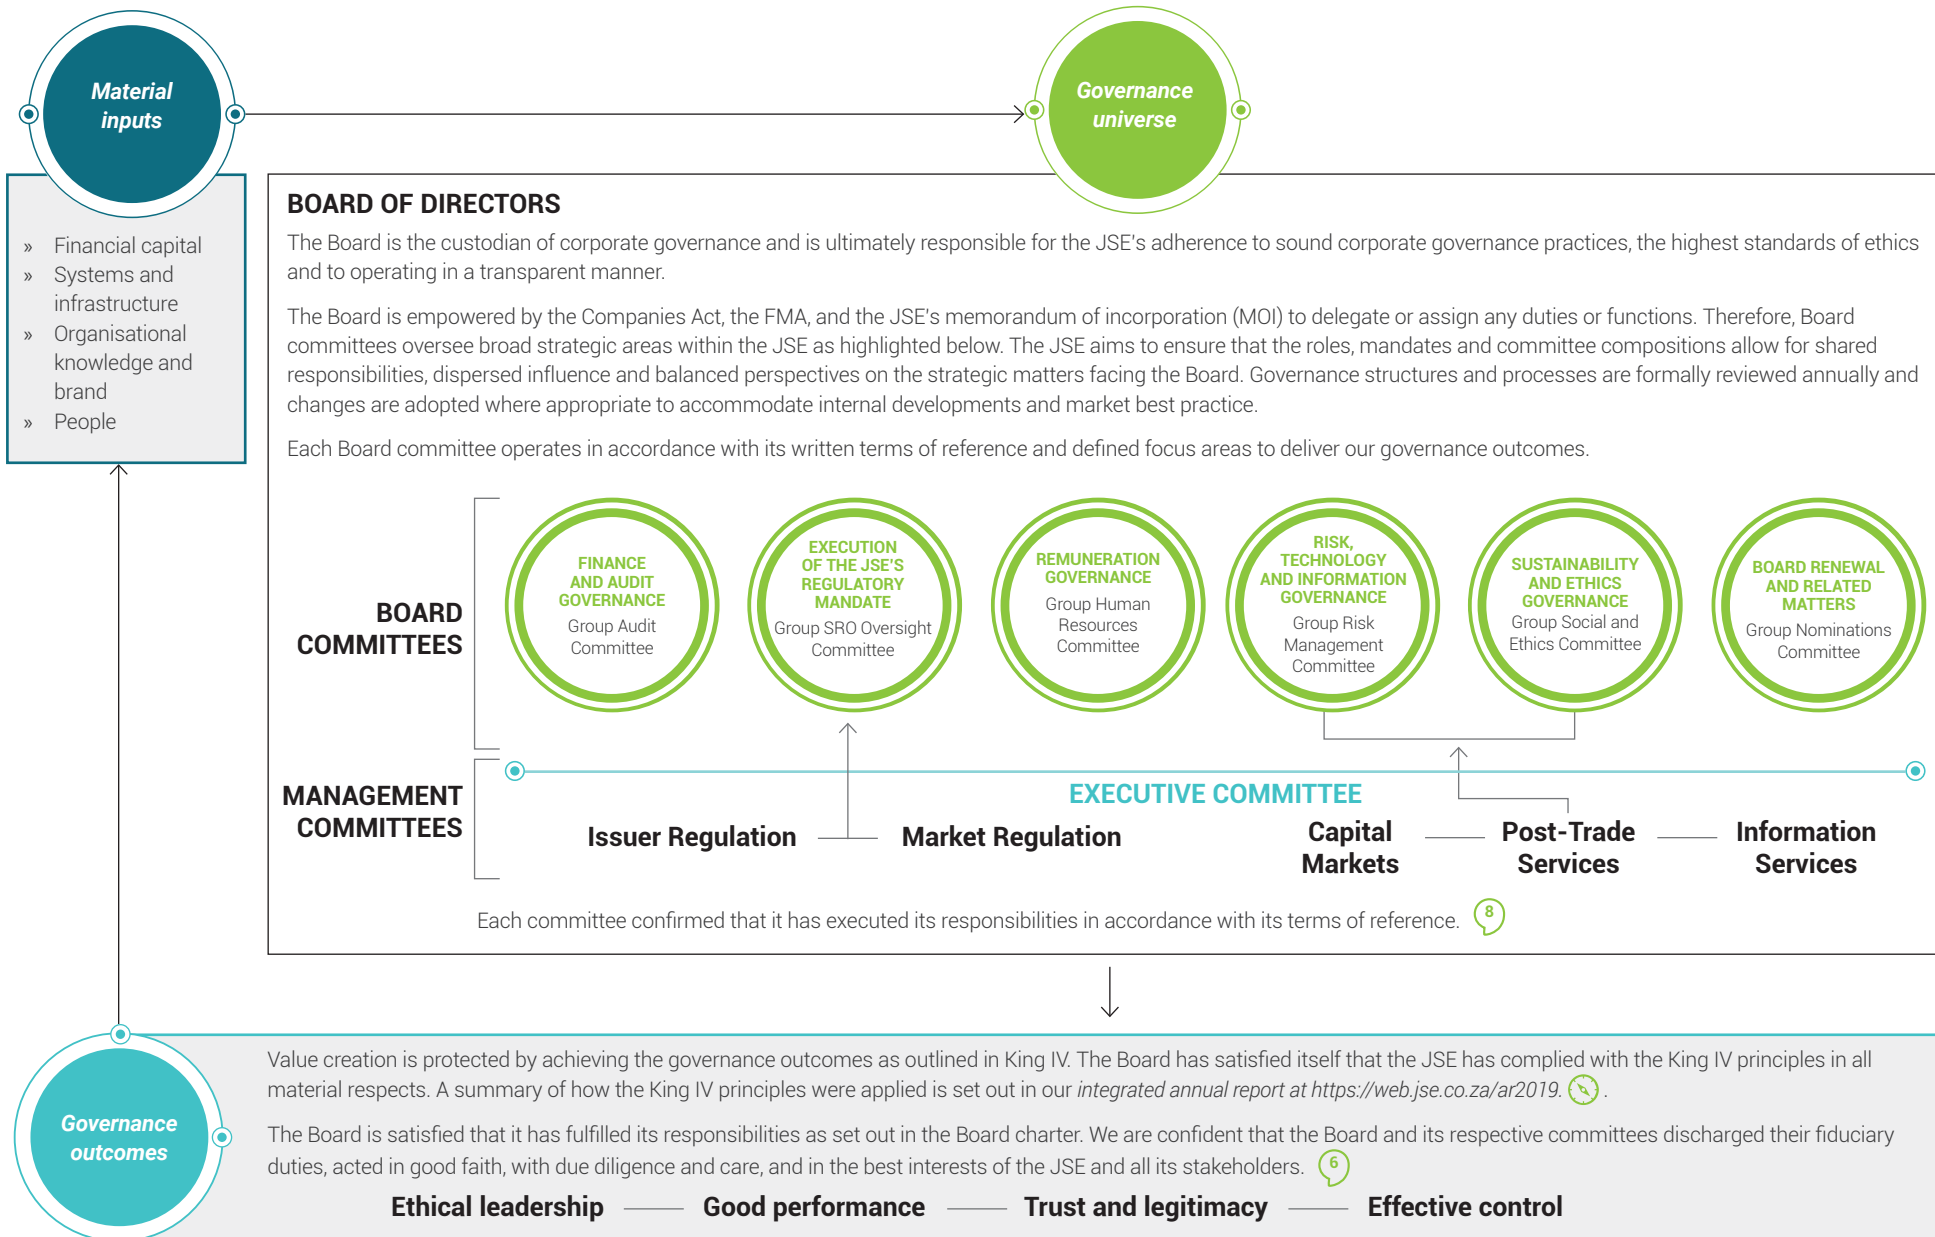 Material
inputs
Governance
universe
» Financial capital
» Systems and
infrastructure
» Organisational
knowledge and
brand
» People
BOARD OF DIRECTORS
The Board is the custodian of corporate governance and is ultimately responsible for the JSE's adherence to sound corporate governance practices, the highest standards of ethics
and to operating in a transparent manner.
The Board is empowered by the Companies Act, the FMA, and the JSE's memorandum of incorporation (MOI) to delegate or assign any duties or functions. Therefore, Board
committees oversee broad strategic areas within the JSE as highlighted below. The JSE aims to ensure that the roles, mandates and committee compositions allow for shared
responsibilities, dispersed influence and balanced perspectives on the strategic matters facing the Board. Governance structures and processes are formally reviewed annually and
changes are adopted where appropriate to accommodate internal developments and market best practice.
Each Board committee operates in accordance with its written terms of reference and defined focus areas to deliver our governance outcomes.
BOARD
COMMITTEES
FINANCE
AND AUDIT
GOVERNANCE
Group Audit
Committee
EXECUTION
OF THE JSE'S
REGULATORY
MANDATE
Group SRO Oversight
Committee
REMUNERATION
GOVERNANCE
Group Human
Resources
Committee
RISK,
TECHNOLOGY
AND INFORMATION
GOVERNANCE
Group Risk
Management
Committee
SUSTAINABILITY
AND ETHICS
GOVERNANCE
Group Social and
Ethics Committee
BOARD RENEWAL
AND RELATED
MATTERS
Group Nominations
Committee
MANAGEMENT
COMMITTEES
EXECUTIVE COMMITTEE
Issuer Regulation
Market Regulation
Capital
Markets
Post-Trade
Services
Information
Services
Each committee confirmed that it has executed its responsibilities in accordance with its terms of reference. 8
Governance
outcomes
Value creation is protected by achieving the governance outcomes as outlined in King IV. The Board has satisfied itself that the JSE has complied with the King IV principles in all
material respects. A summary of how the King IV principles were applied is set out in our integrated annual report at https://web.jse.co.za/ar2019. .
The Board is satisfied that it has fulfilled its responsibilities as set out in the Board charter. We are confident that the Board and its respective committees discharged their fiduciary
duties, acted in good faith, with due diligence and care, and in the best interests of the JSE and all its stakeholders. 6
Ethical leadership Good performance Trust and legitimacy Effective control